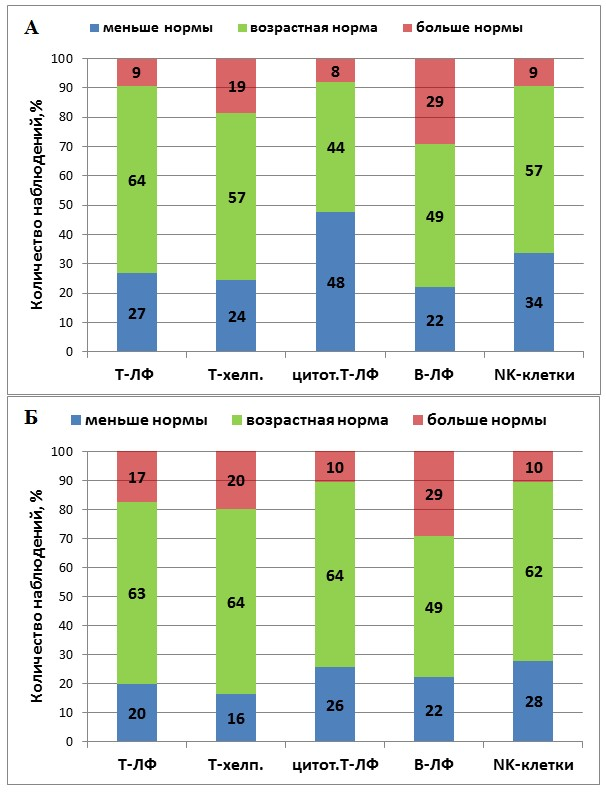 А
меньше нормы возрастная норма больше нормы
Количество наблюдений,%
100
90
80
70
60
50
40
30
20
10
0
9 19 8 29 9
64 57 44 49 57
27 24 48 22 34
Т-ЛФ Т-хелп. цитот.Т-ЛФ В-ЛФ NK-клетки
Б
меньше нормы возрастная норма больше нормы
Количество наблюдений, %
100
90
80
70
60
50
40
30
20
10
0
17 20 10 29 10
63 64 64 49 62
20 16 26 22 28
Т-ЛФ Т-хелп. цитот.Т-ЛФ В-ЛФ NK-клетки